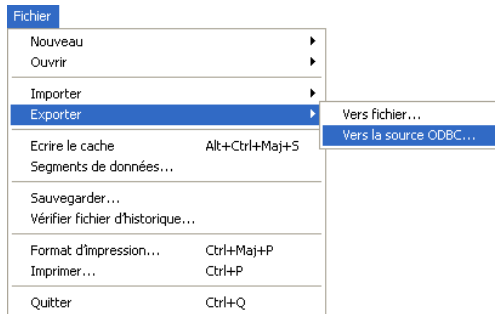 Fichier
Nouveau
Ouvrir
Importer
Exporter
Vers fichier...
Vers la source ODBC...
Ecrire le cache Alt+Ctrl+Maj+S
Segments de données...
Sauvegarder...
Vérifier fichier d'historique...
Format d'impression... Ctrl+Maj+P
Imprimer... Ctrl+P
Quitter Ctrl+Q